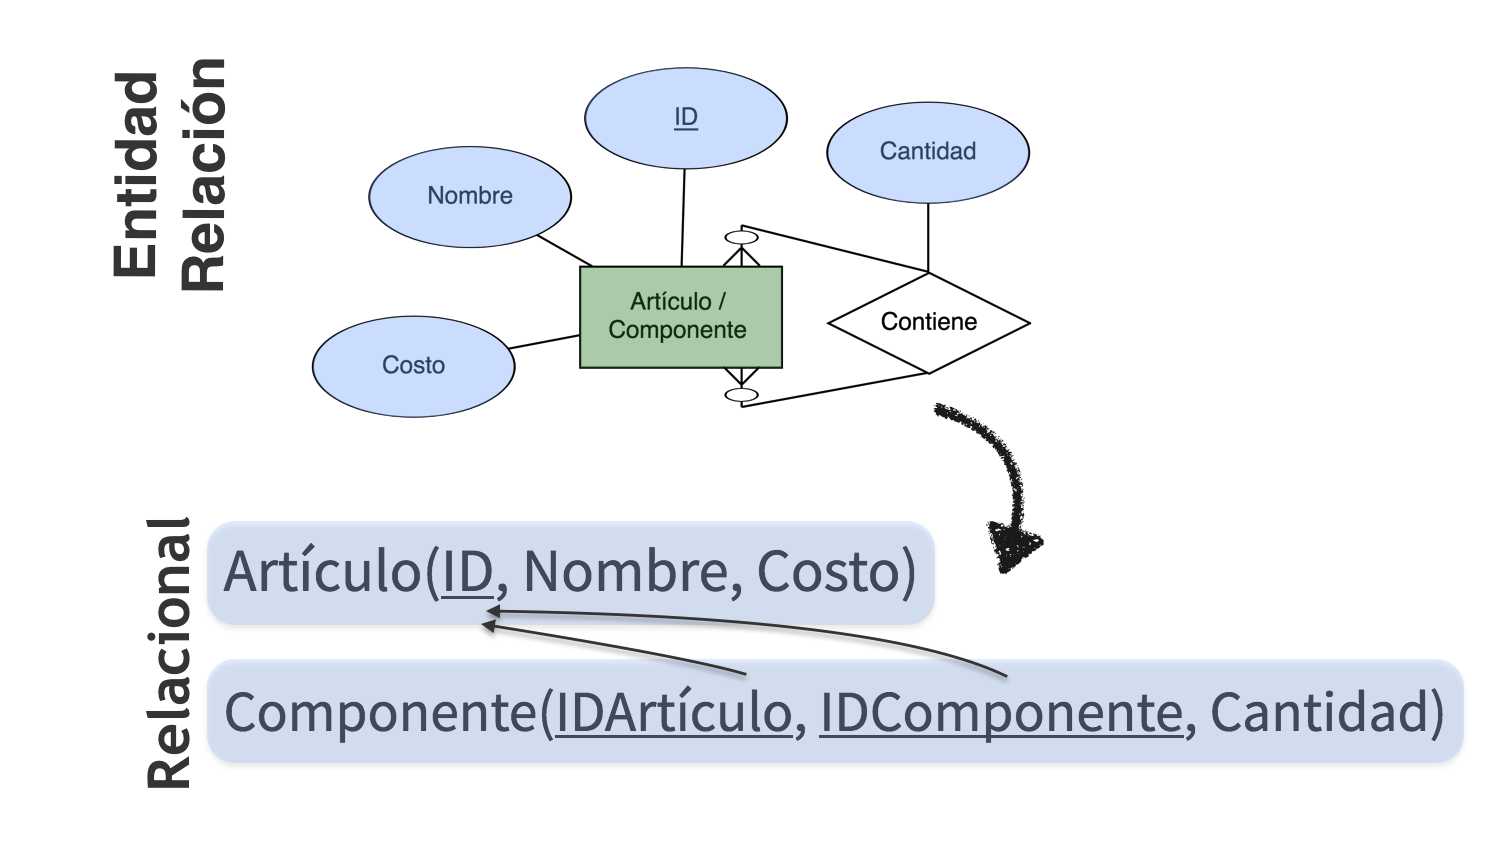 Entidad
Relación
ID
Cantidad
Nombre
Artículo /
Componente
Contiene
Costo
Relacional
Artículo(ID, Nombre, Costo)
Componente(IDArtículo, IDComponente, Cantidad)